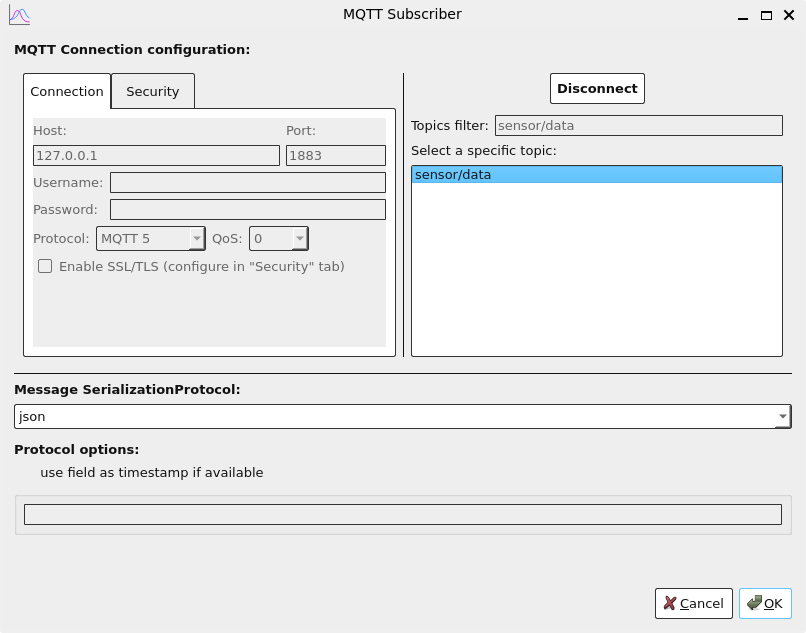 MQTT Subscriber
MQTT Connection configuration:
Connection Security
Host: Port:
127.0.0.1 1883
Username:
Password:
Protocol: MQTT 5 QoS: 0
Enable SSL/TLS (configure in "Security" tab)
Disconnect
Topics filter: sensor/data
Select a specific topic:
sensor/data
Message SerializationProtocol:
json
Protocol options:
use field as timestamp if available
Cancel OK